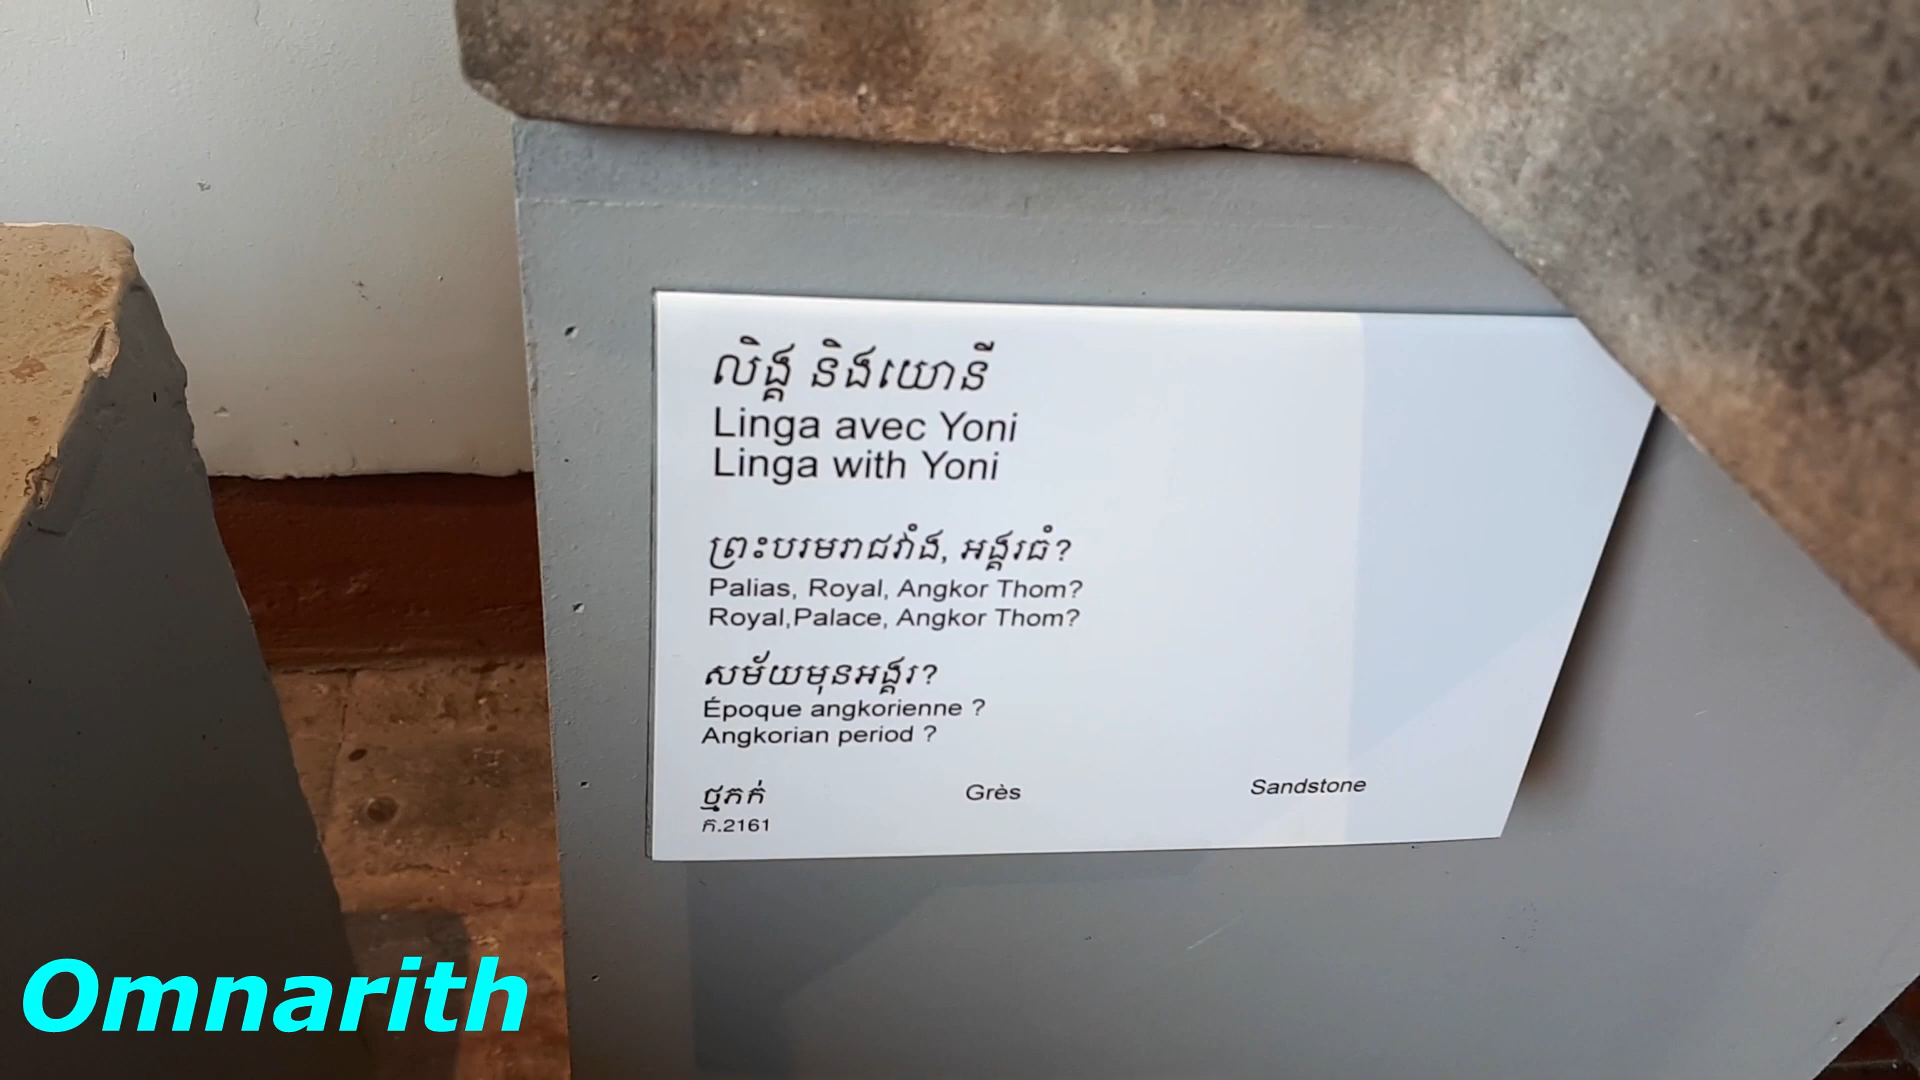 លិង្គ និងយោនី
Linga avec Yoni
Linga with Yoni
ព្រះបរមរាជវាំង, អង្គរធំ?
Palias, Royal, Angkor Thom?
Royal,Palace, Angkor Thom?
សម័យមុនអង្គរ?
Époque angkorienne ?
Angkorian period ?
ថ្មភក់ Grès Sandstone
ក.2161
Omnarith